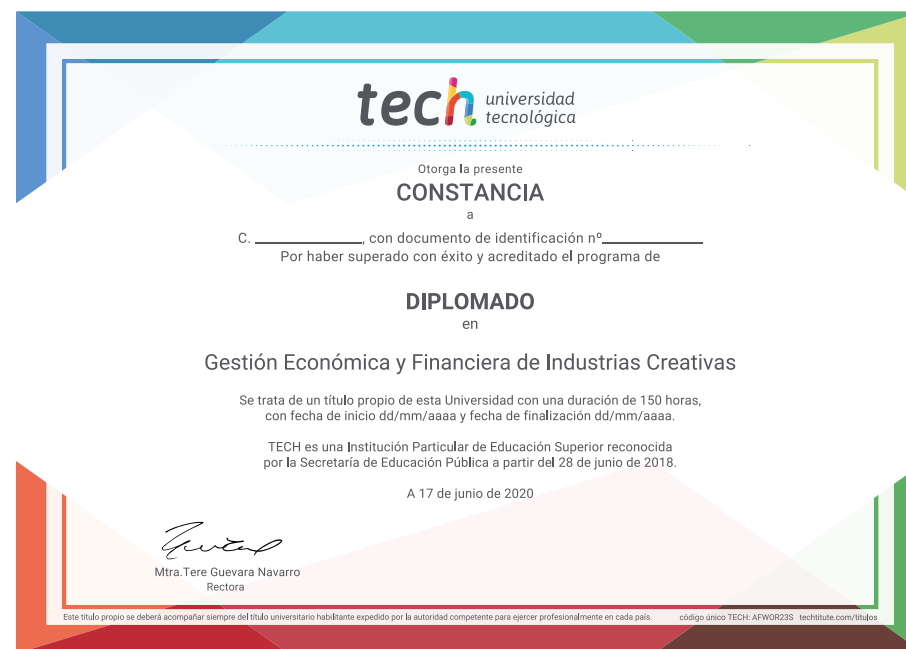 tech universidad
tecnológica
Otorga la presente
CONSTANCIA
a
C. ____________, con documento de identificación nº____________
Por haber superado con éxito y acreditado el programa de
DIPLOMADO
en
Gestión Económica y Financiera de Industrias Creativas
Se trata de un título propio de esta Universidad con una duración de 150 horas,
con fecha de inicio dd/mm/aaaa y fecha de finalización dd/mm/aaaa.
TECH es una Institución Particular de Educación Superior reconocida
por la Secretaría de Educación Pública a partir del 28 de junio de 2018.
A 17 de junio de 2020
Mtra.Tere Guevara Navarro
Rectora
Este título propio se deberá acompañar siempre del título universitario habilitante expedido por la autoridad competente para ejercer profesionalmente en cada país. código único TECH: AFWOR23S techtitute.com/titulos